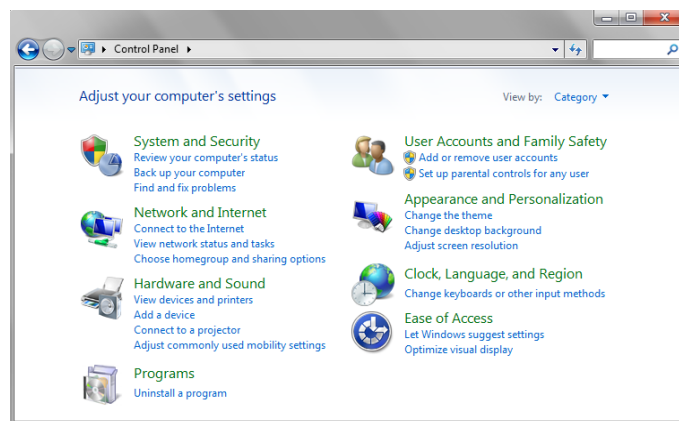 Control Panel
Adjust your computer's settings
View by: Category
System and Security
Review your computer's status
Back up your computer
Find and fix problems
Network and Internet
Connect to the Internet
View network status and tasks
Choose homegroup and sharing options
Hardware and Sound
View devices and printers
Add a device
Connect to a projector
Adjust commonly used mobility settings
Programs
Uninstall a program
User Accounts and Family Safety
Add or remove user accounts
Set up parental controls for any user
Appearance and Personalization
Change the theme
Change desktop background
Adjust screen resolution
Clock, Language, and Region
Change keyboards or other input methods
Ease of Access
Let Windows suggest settings
Optimize visual display